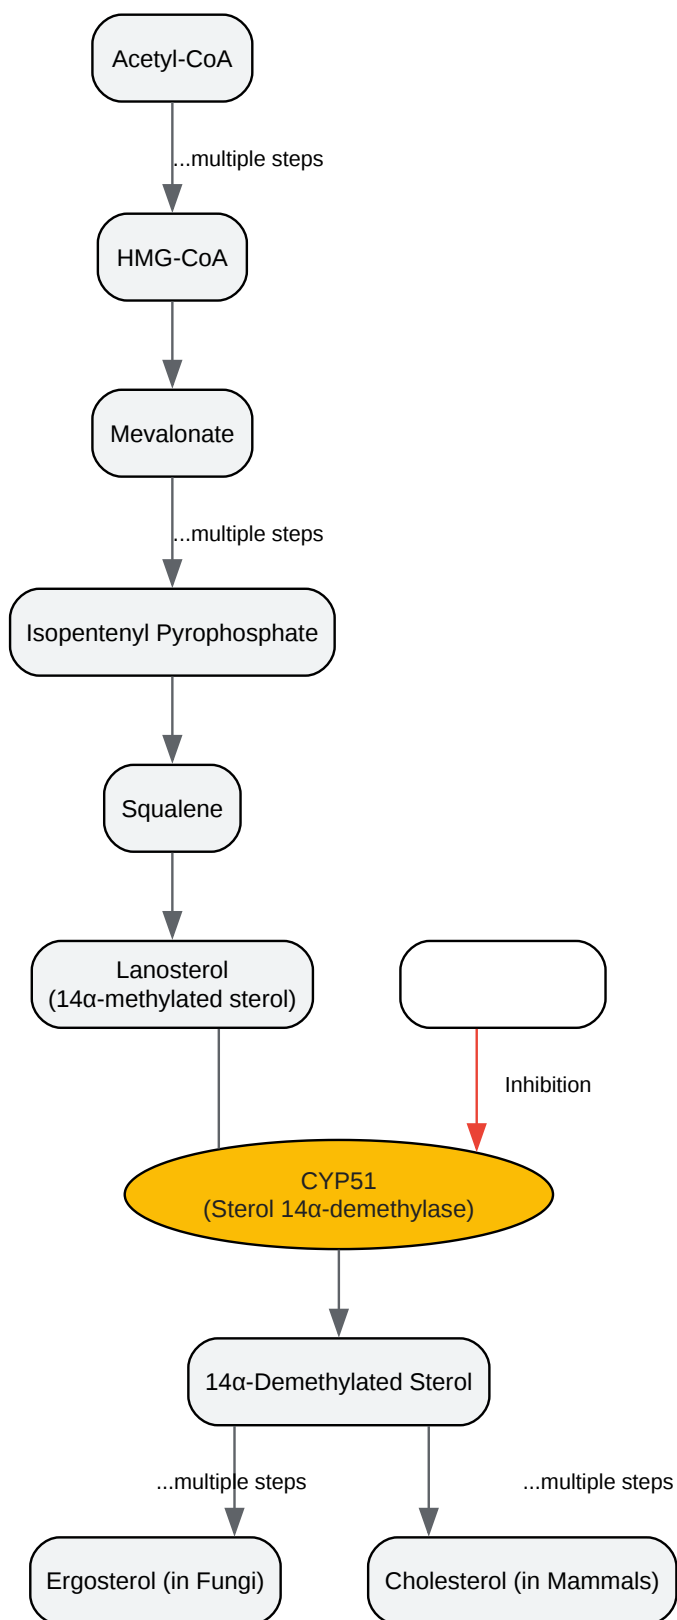 Acetyl-CoA
...multiple steps
HMG-CoA
Mevalonate
...multiple steps
Isopentenyl Pyrophosphate
Squalene
Lanosterol
(14α-methylated sterol)
Inhibition
CYP51
(Sterol 14α-demethylase)
14α-Demethylated Sterol
...multiple steps
...multiple steps
Ergosterol (in Fungi)
Cholesterol (in Mammals)